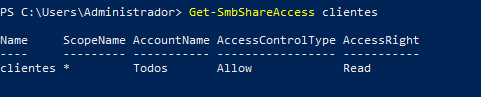 PS C:\Users\Administrador> Get-SmbShareAccess clientes
Name ScopeName AccountName AccessControlType AccessRight
---- --------- ----------- ----------------- -----------
clientes * Todos Allow Read